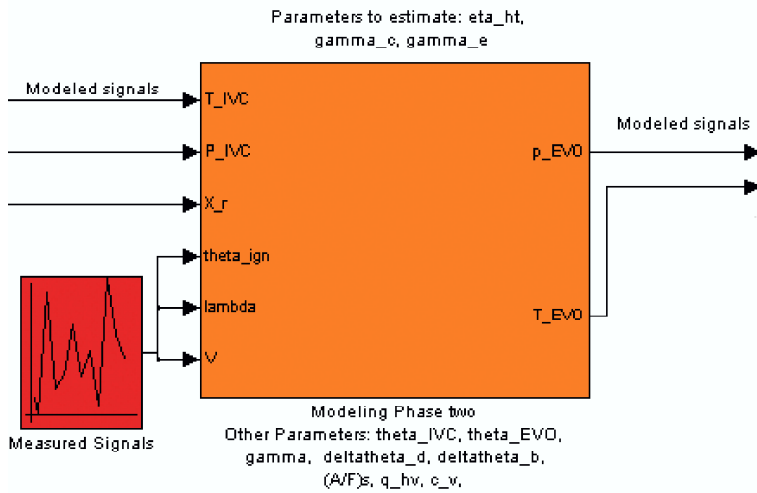 Parameters to estimate: eta_ht,
gamma_c, gamma_e
Modeled signals
T_IVC
P_IVC
X_r
theta_ign
lambda
V
p_EVO
T_EVO
Modeled signals
Measured Signals
Modeling Phase two
Other Parameters: theta_IVC, theta_EVO,
gamma, deltatheta_d, deltatheta_b,
(A/F)s, q_hv, c_v,